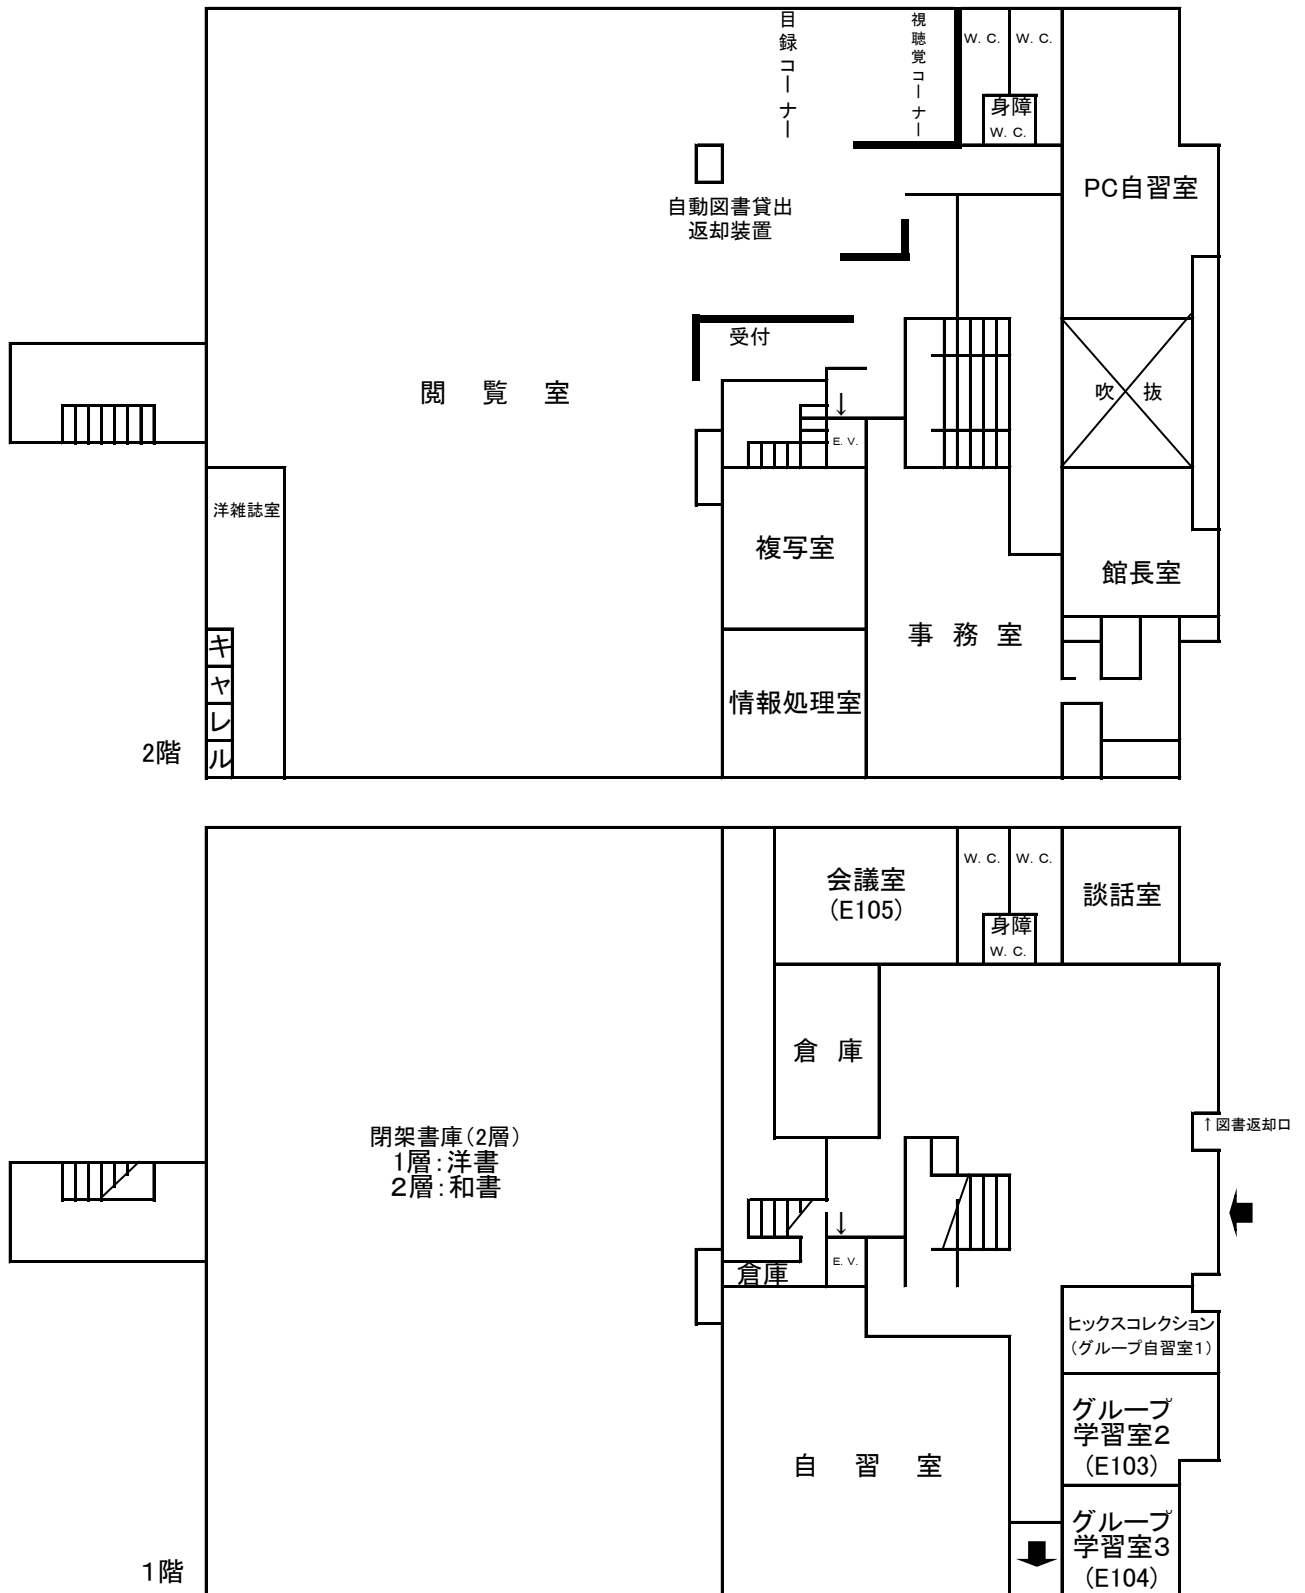 目録コーナー
視聴覚コーナー
W. C.
W. C.
身障
W. C.
PC自習室
自動図書貸出
返却装置
受付
閲 覧 室
吹 抜
↓
E. V.
洋雑誌室
複写室
館長室
事 務 室
キャレル
情報処理室
2階
会議室
(E105)
W. C.
W. C.
身障
W. C.
談話室
倉 庫
↑図書返却口
閉架書庫(2層)
1層:洋書
2層:和書
↓
E. V.
倉庫
ヒックスコレクション
(グループ自習室1)
グループ
学習室2
(E103)
自 習 室
グループ
学習室3
(E104)
1階